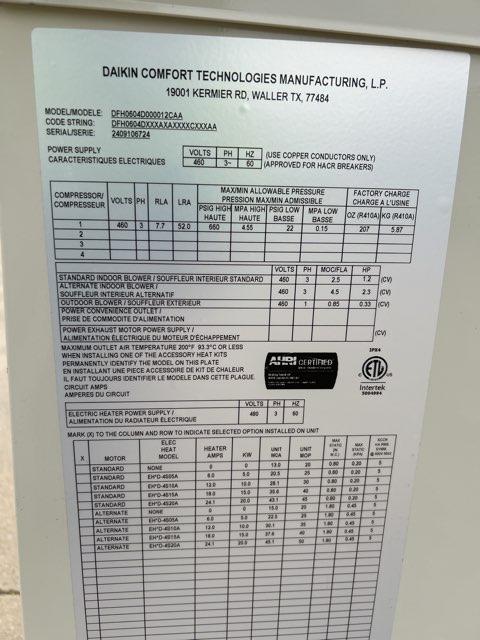 DAIKIN COMFORT TECHNOLOGIES MANUFACTURING, L.P.
19001 KERMIER RD, WALLER TX, 77484
MODEL/MODELE: DFH0604D000012CAA
CODE STRING: DFH0604DXXXAXAXXXXCXXXAA
SERIAL/SERIE: 2409106724
POWER SUPPLY VOLTS PH HZ (USE COPPER CONDUCTORS ONLY)
CARACTERISTIQUES ELECTRIQUES 460 3~ 60 (APPROVED FOR HACR BREAKERS)
MAX/MIN ALLOWABLE PRESSURE FACTORY CHARGE
COMPRESSOR/ VOLTS PH RLA LRA PRESSION MAX/MIN ADMISSIBLE CHARGE A L'USINE
COMPRESSEUR PSIG HIGH MPA HIGH PSIG LOW MPA LOW OZ (R410A) KG (R410A)
HAUTE HAUTE BASSE BASSE
1 460 3 7.7 52.0 660 4.55 22 0.15 207 5.87
2
3
4
VOLTS PH MOC/FLA HP
STANDARD INDOOR BLOWER / SOUFFLEUR INTERIEUR STANDARD 460 3 2.5 1.2 (CV)
ALTERNATE INDOOR BLOWER /
SOUFFLEUR INTERIEUR ALTERNATIF 460 3 4.5 2.3 (CV)
OUTDOOR BLOWER / SOUFFLEUR EXTERIEUR 460 1 0.85 0.33 (CV)
POWER CONVENIENCE OUTLET /
PRISE DE COMMODITE D'ALIMENTATION
POWER EXHAUST MOTOR POWER SUPPLY /
ALIMENTATION ÉLECTRIQUE DU MOTEUR D'ÉCHAPPEMENT (CV)
MAXIMUM OUTLET AIR TEMPERATURE 200°F 93.3°C OR LESS
WHEN INSTALLING ONE OF THE ACCESSORY HEAT KITS
PERMANENTLY IDENTIFY THE MODEL ON THIS PLATE
EN INSTALLANT UNE PIECE ACCESSOIRE DE KIT DE CHALEUR
IL FAUT TOUJOURS IDENTIFIER LE MODELE DANS CETTE PLAQUE.
CIRCUIT AMPS
AMPERES DU CIRCUIT
AHRI CERTIFIED
IPX4
ETL
Intertek
5004994
VOLTS PH HZ
ELECTRIC HEATER POWER SUPPLY / 460 3 60
ALIMENTATION DU RADIATEUR ÉLECTRIQUE
MARK (X) TO THE COLUMN AND ROW TO INDICATE SELECTED OPTION INSTALLED ON UNIT
X MOTOR ELEC HEAT MODEL HEATER AMPS KW UNIT MCA UNIT MOP MAX STATIC MAX STATIC (KPA)
STANDARD NONE 0 0 13.0 20 0.80 0.20 5
STANDARD EH*D-4S05A 6.0 5.0 20.5 25 0.80 0.20 5
STANDARD EH*D-4S10A 12.0 10.0 28.1 30 0.80 0.20 5
STANDARD EH*D-4S15A 18.0 15.0 35.6 40 0.80 0.20 5
STANDARD EH*D-4S20A 24.1 20.0 43.1 45 0.80 0.20 5
ALTERNATE NONE 0 0 15.0 20 1.80 0.45 5
ALTERNATE EH*D-4S05A 6.0 5.0 22.5 25 1.80 0.45 5
ALTERNATE EH*D-4S10A 12.0 10.0 30.1 35 1.80 0.45 5
ALTERNATE EH*D-4S15A 18.0 15.0 37.6 40 1.80 0.45 5
ALTERNATE EH*D-4S20A 24.1 20.0 45.1 50 1.80 0.45 5